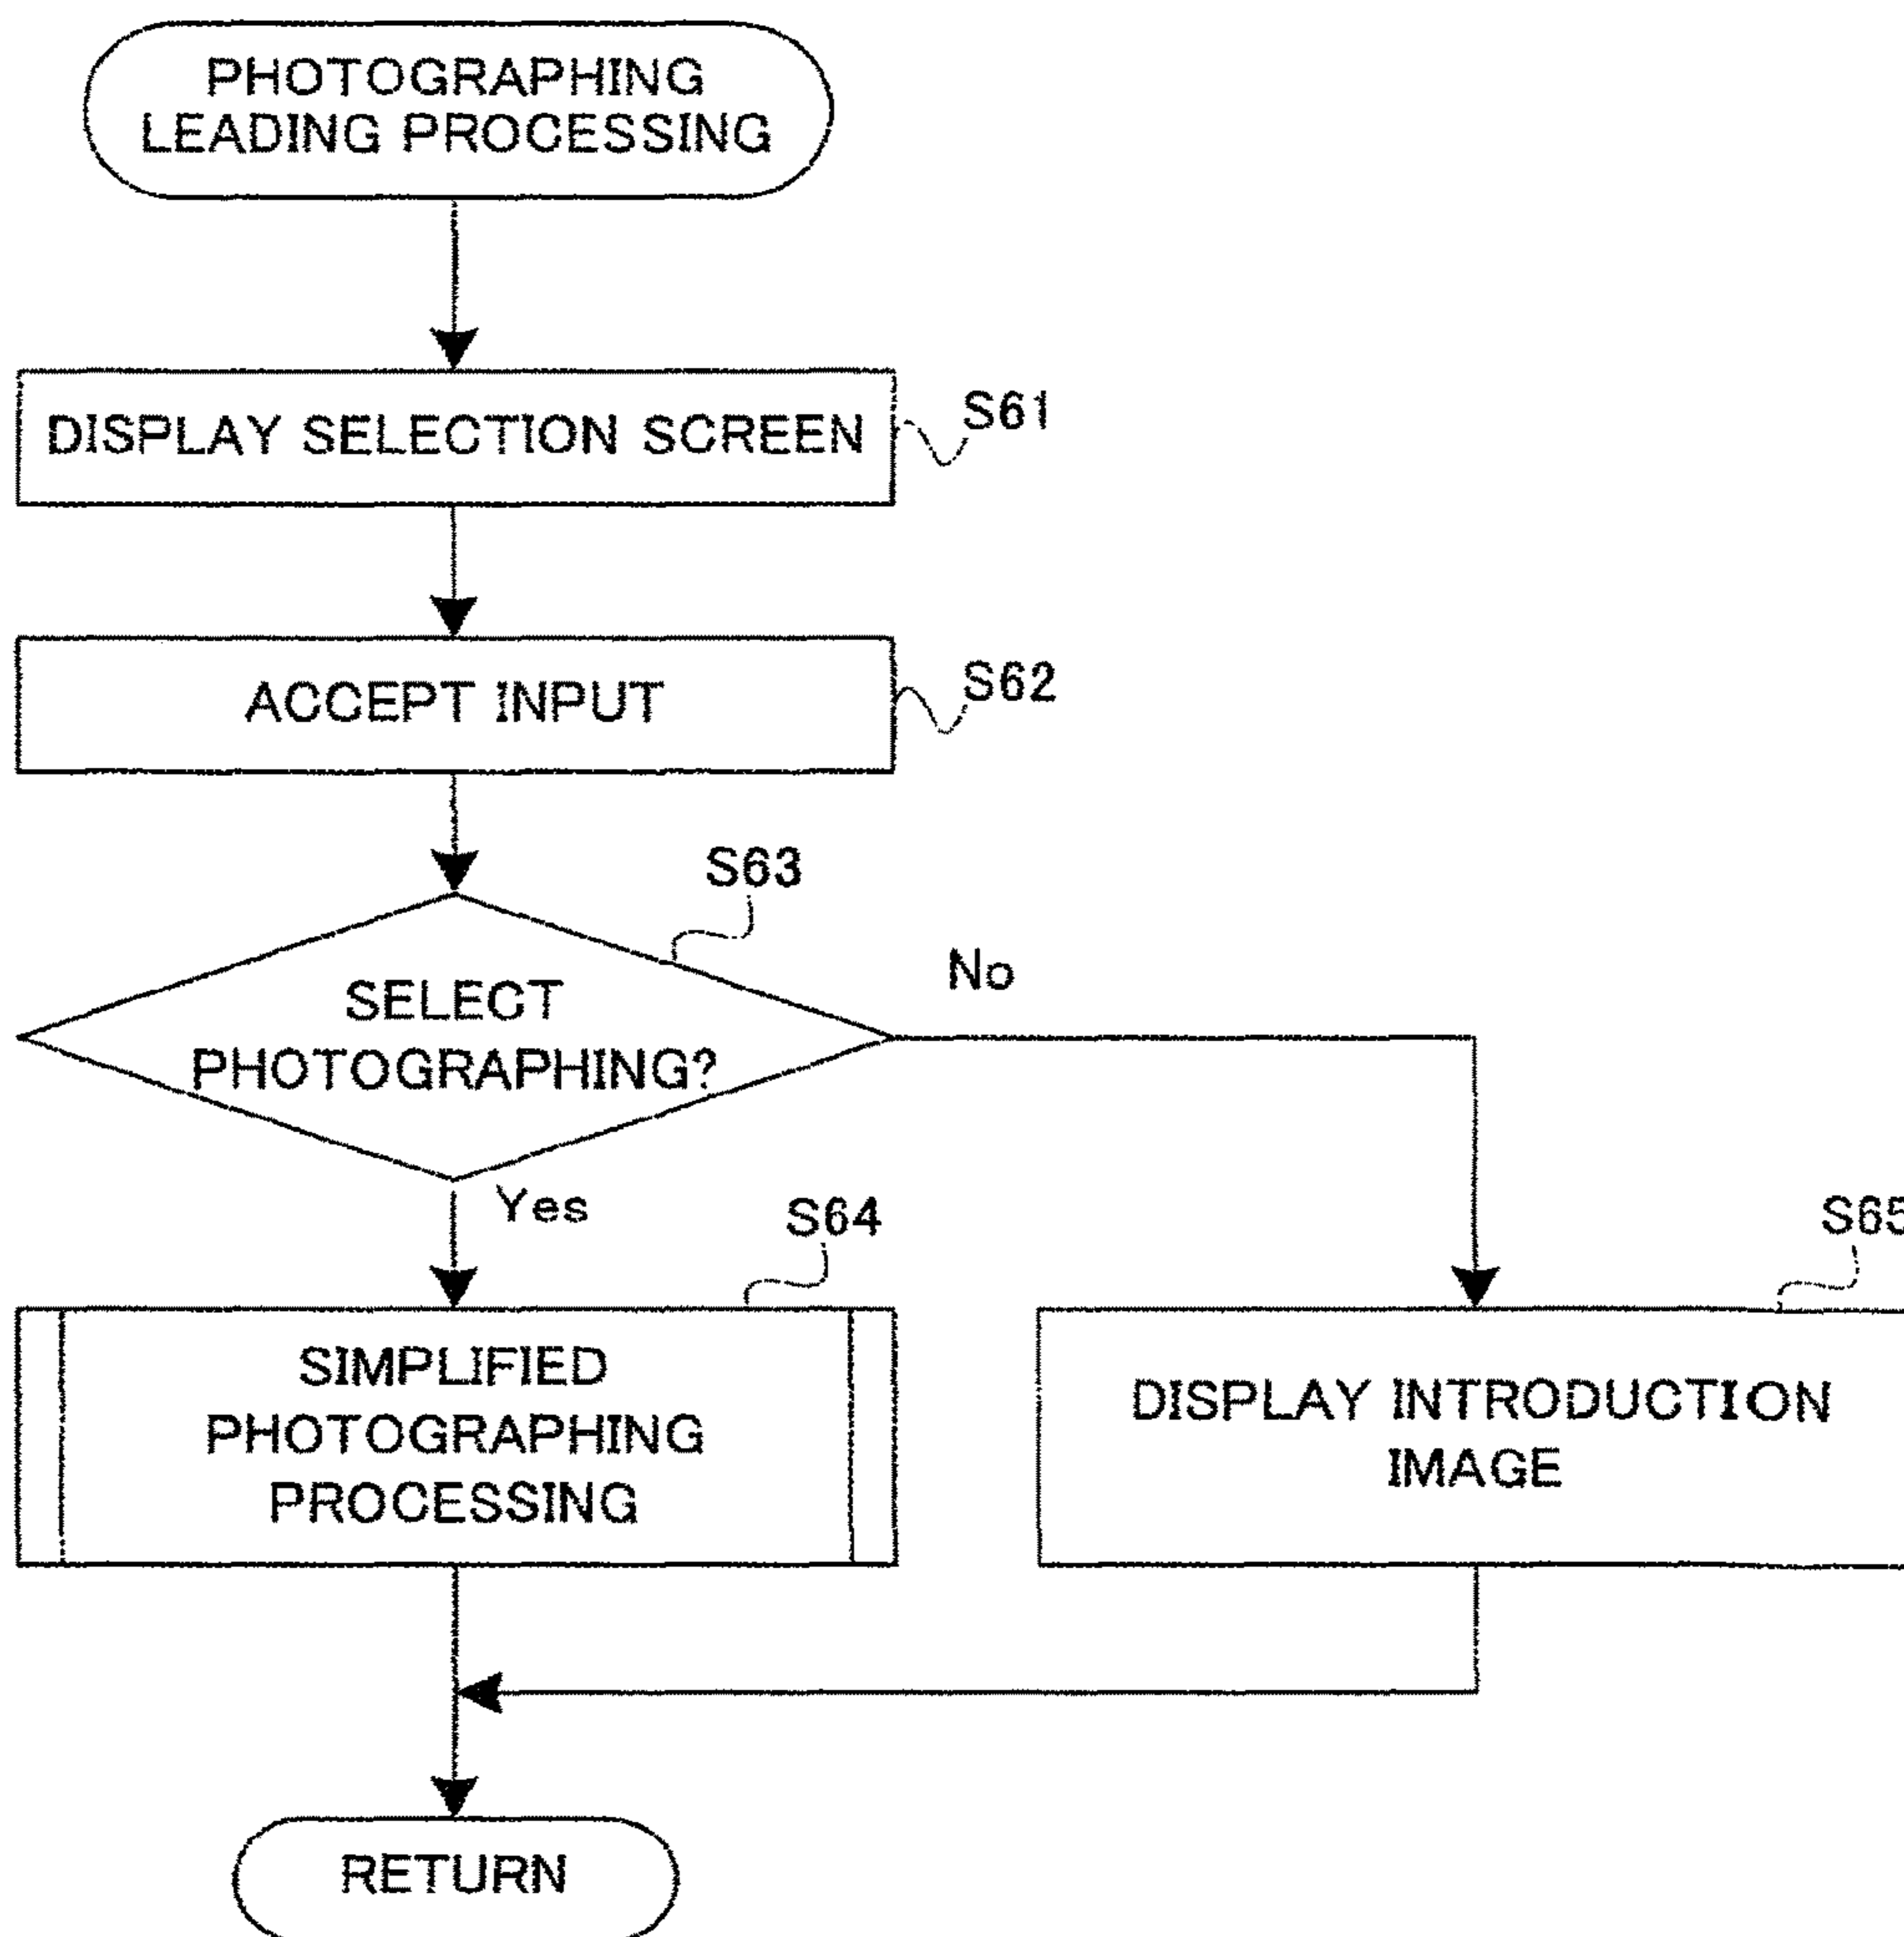 PHOTOGRAPHING
LEADING PROCESSING
DISPLAY SELECTION SCREEN
S61
ACCEPT INPUT
S62
S63
SELECT
PHOTOGRAPHING?
No
Yes
S64
S65
SIMPLIFIED
PHOTOGRAPHING
PROCESSING
DISPLAY INTRODUCTION
IMAGE
RETURN